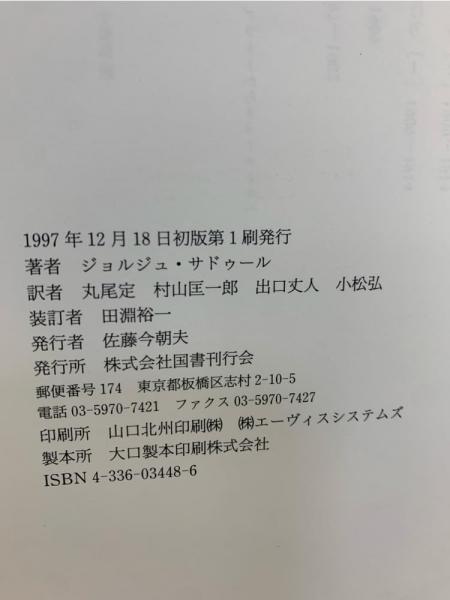 1997年12月18日初版第1刷発行
著者 ジョルジュ・サドゥール
訳者 丸尾定 村山匡一郎 出口丈人 小松弘
装訂者 田淵裕一
発行者 佐藤今朝夫
発行所 株式会社国書刊行会
郵便番号174 東京都板橋区志村2-10-5
電話03-5970-7421 ファクス03-5970-7427
印刷所 山口北州印刷㈱ ㈱エーヴィスシステムズ
製本所 大口製本印刷株式会社
ISBN4-336-03448-6